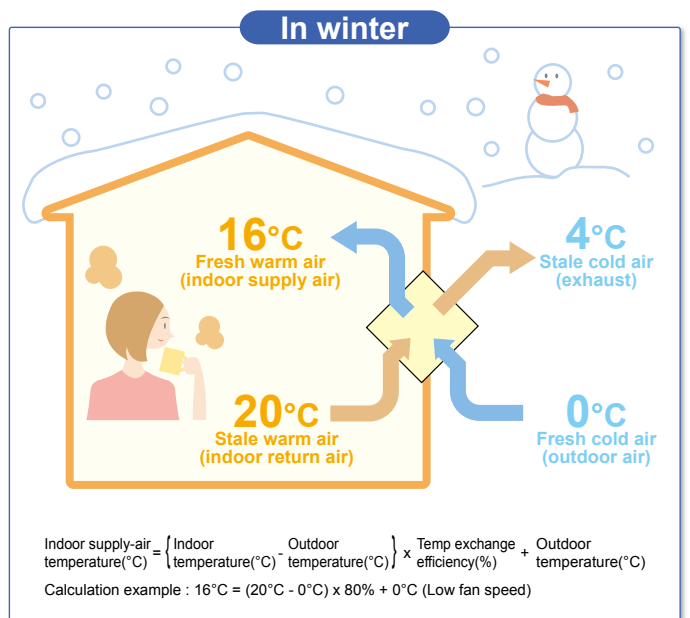 In winter
16°C
Fresh warm air
(indoor supply air)
4°C
Stale cold air
(exhaust)
20°C
Stale warm air
(indoor return air)
0°C
Fresh cold air
(outdoor air)
Indoor supply-air temperature(°C) = { Indoor temperature(°C) - Outdoor temperature(°C) } x Temp exchange efficiency(%) + Outdoor temperature(°C)
Calculation example : 16°C = (20°C - 0°C) x 80% + 0°C (Low fan speed)